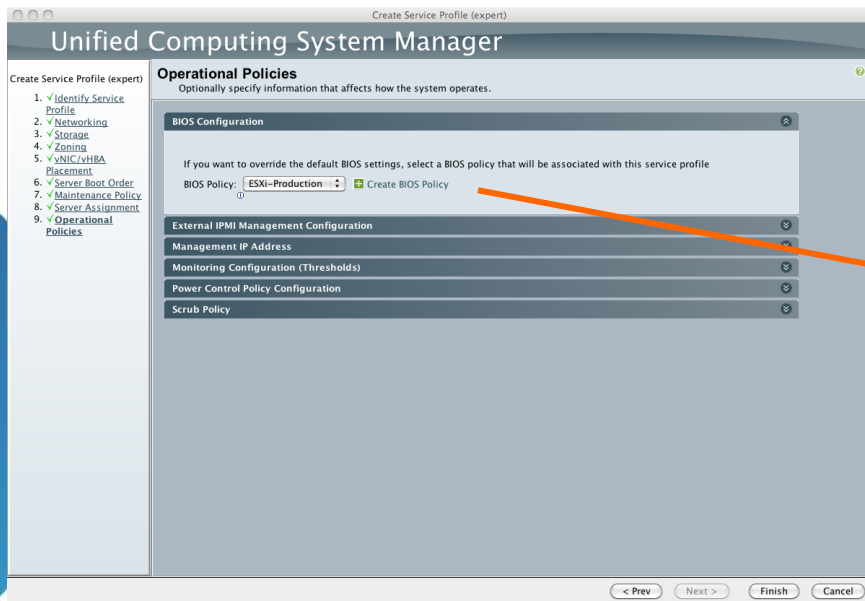 Create Service Profile (expert)
Unified Computing System Manager
Create Service Profile (expert)
1. √Identify Service
Profile
2. √Networking
3. √Storage
4. √Zoning
5. √vNIC/vHBA
Placement
6. √Server Boot Order
7. √Maintenance Policy
8. √Server Assignment
9. √Operational
Policies
Operational Policies
Optionally specify information that affects how the system operates.
BIOS Configuration
If you want to override the default BIOS settings, select a BIOS policy that will be associated with this service profile
BIOS Policy: ESXi-Production Create BIOS Policy
External IPMI Management Configuration
Management IP Address
Monitoring Configuration (Thresholds)
Power Control Policy Configuration
Scrub Policy
< Prev Next > Finish Cancel